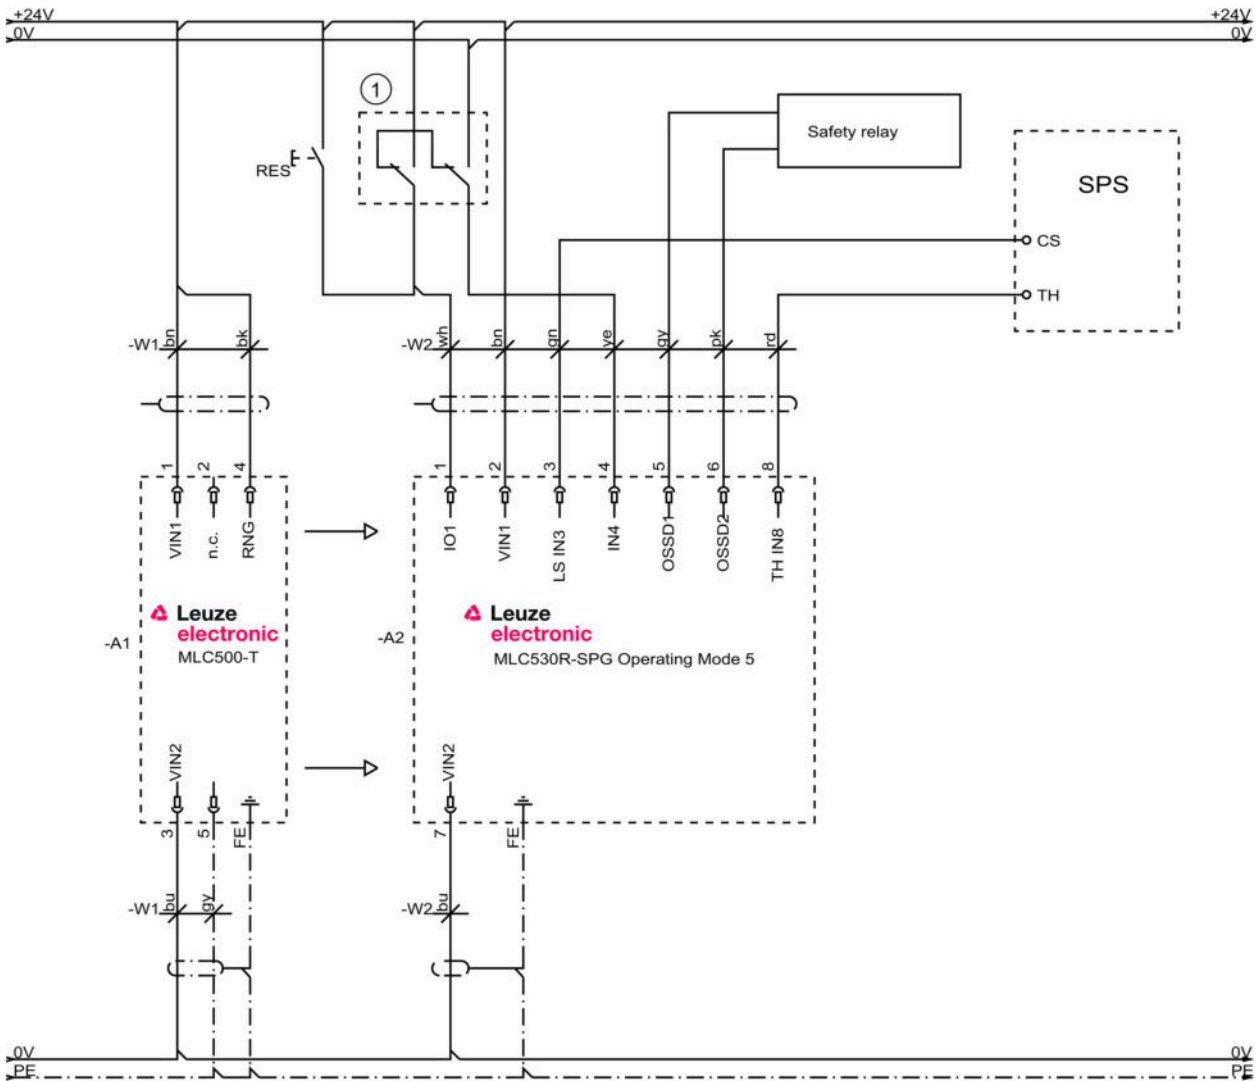 +24V
+24V
0V
0V
1
Safety relay
RES
SPS
CS
TH
-W1
bn
bk
-W2
wh
bn
gn
ye
gy
pk
rd
1
2
4
1
2
3
4
5
6
8
VIN1
n.c.
RNG
IO1
VIN1
LS IN3
IN4
OSSD1
OSSD2
TH IN8
Leuze
electronic
MLC500-T
Leuze
electronic
MLC530R-SPG Operating Mode 5
-A1
-A2
VIN2
VIN2
3
5
FE
7
FE
-W1
bu
gy
-W2
bu
0V
0V
PE
PE